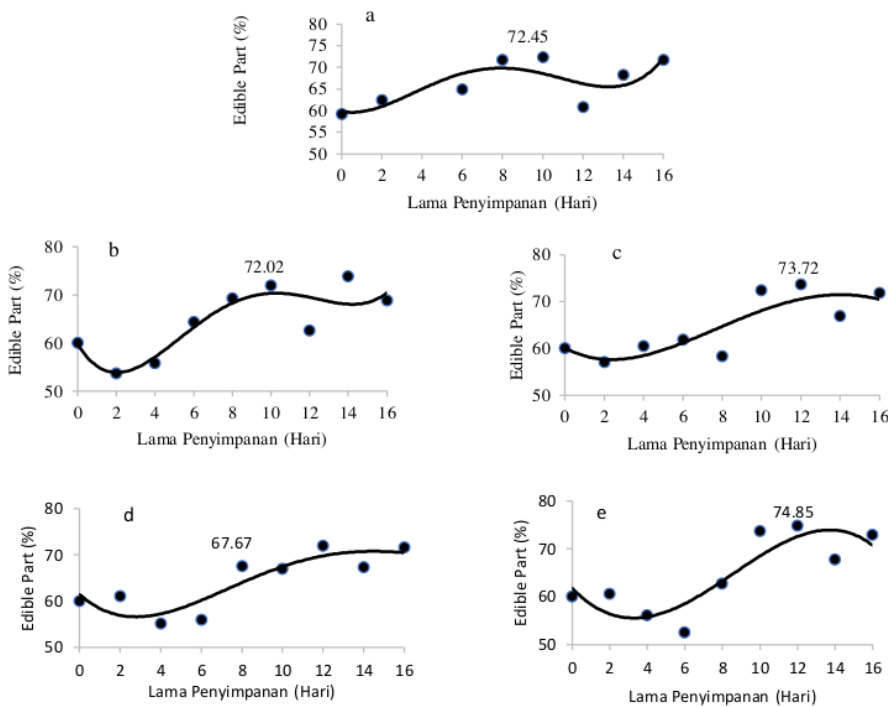 a
72.45
Edible Part (%)
80
75
70
65
60
55
50
0 2 4 6 8 10 12 14 16
Lama Penyimpanan (Hari)
b
72.02
Edible Part (%)
80
70
60
50
0 2 4 6 8 10 12 14 16
Lama Penyimpanan (Hari)
c
73.72
Edible Part (%)
80
70
60
50
0 2 4 6 8 10 12 14 16
Lama Penyimpanan (Hari)
d
67.67
Edible Part (%)
80
70
60
50
0 2 4 6 8 10 12 14 16
Lama Penyimpanan (Hari)
e
74.85
Edible Part (%)
80
70
60
50
0 2 4 6 8 10 12 14 16
Lama Penyimpanan (Hari)